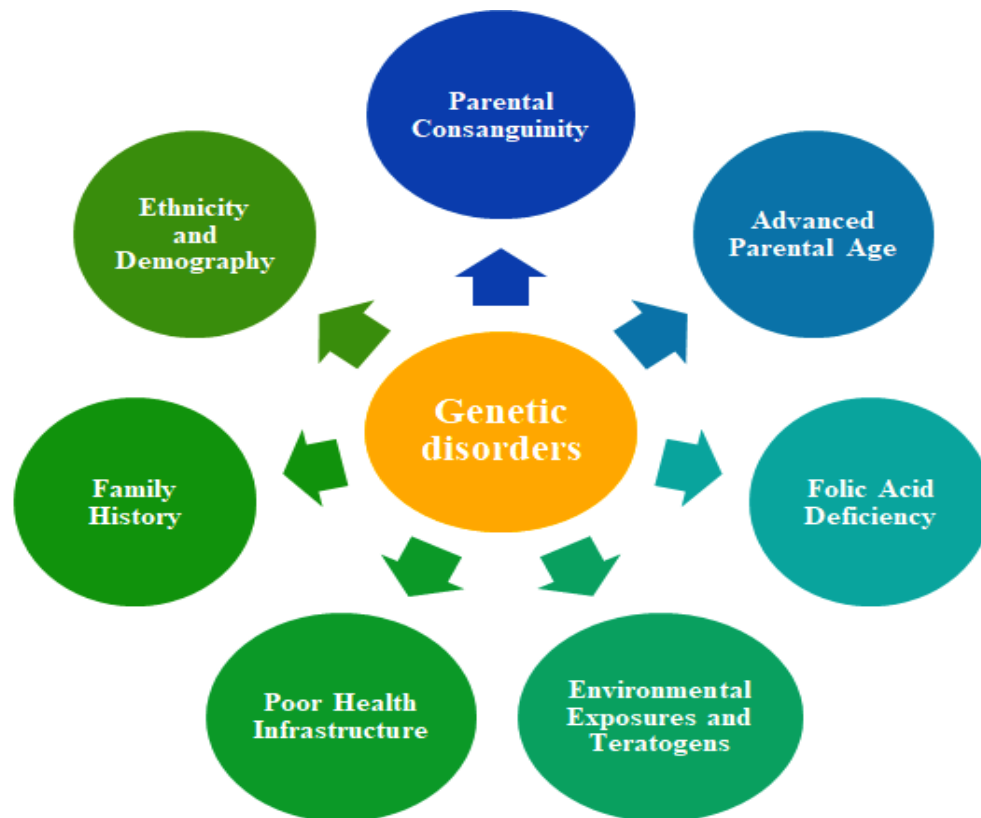 Parental
Consanguinity
Advanced
Parental Age
Folic Acid
Deficiency
Environmental
Exposures and
Teratogens
Poor Health
Infrastructure
Family
History
Ethnicity
and
Demography
Genetic
disorders